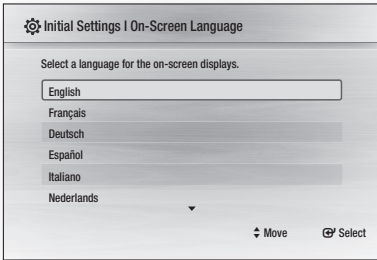 Initial Settings I On-Screen Language
Select a language for the on-screen displays.
English
Français
Deutsch
Español
Italiano
Nederlands
Move Select